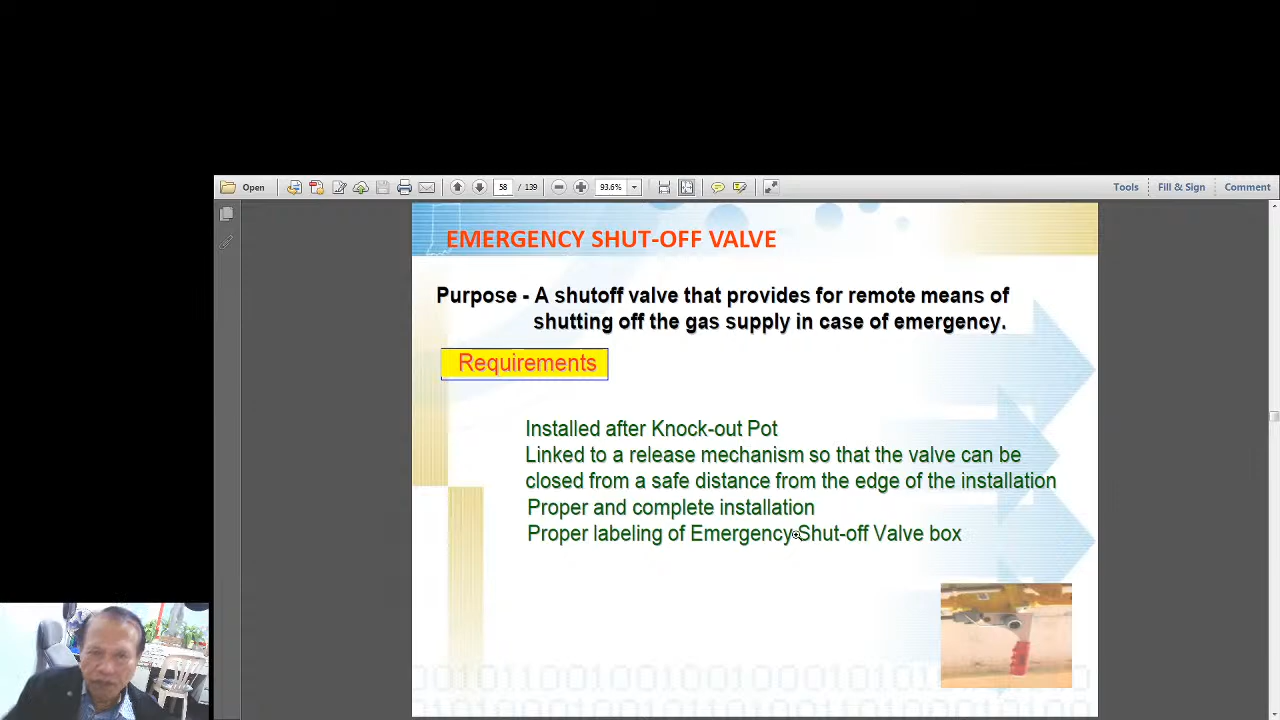 Open
58
/ 139
93.6%
Tools
Fill & Sign
Comment
EMERGENCY SHUT-OFF VALVE
Purpose - A shutoff valve that provides for remote means of
shutting off the gas supply in case of emergency.
Requirements
Installed after Knock-out Pot
Linked to a release mechanism so that the valve can be
closed from a safe distance from the edge of the installation
Proper and complete installation
Proper labeling of Emergency Shut-off Valve box